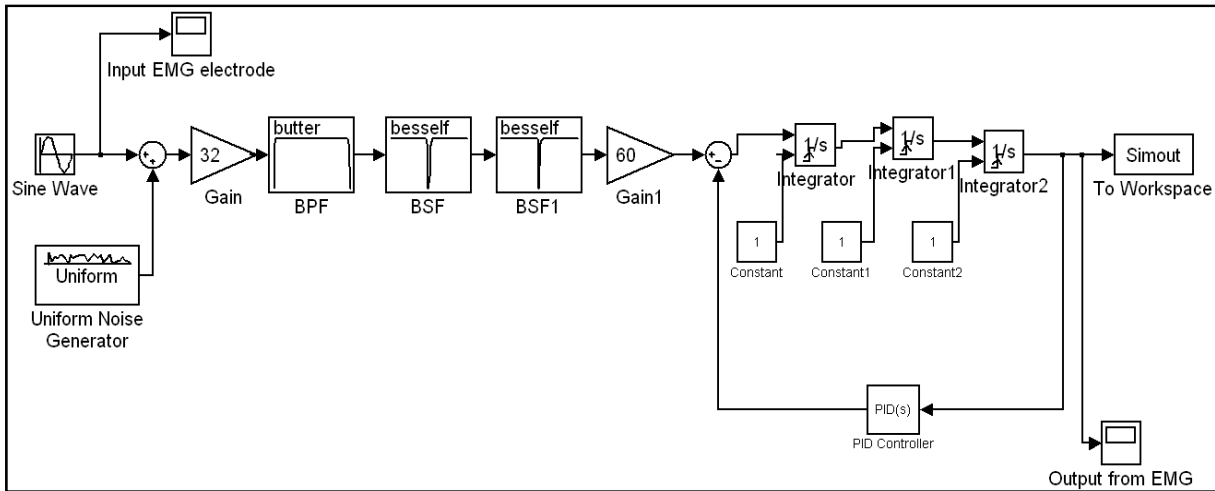 Input EMG electrode
Sine Wave
Uniform
Uniform Noise
Generator
+
+
32
Gain
butter
BPF
besself
BSF
besself
BSF1
60
Gain1
+
−
1/s
Integrator
1/s
Integrator1
1/s
Integrator2
1
Constant
1
Constant1
1
Constant2
Simout
To Workspace
PID(s)
PID Controller
Output from EMG